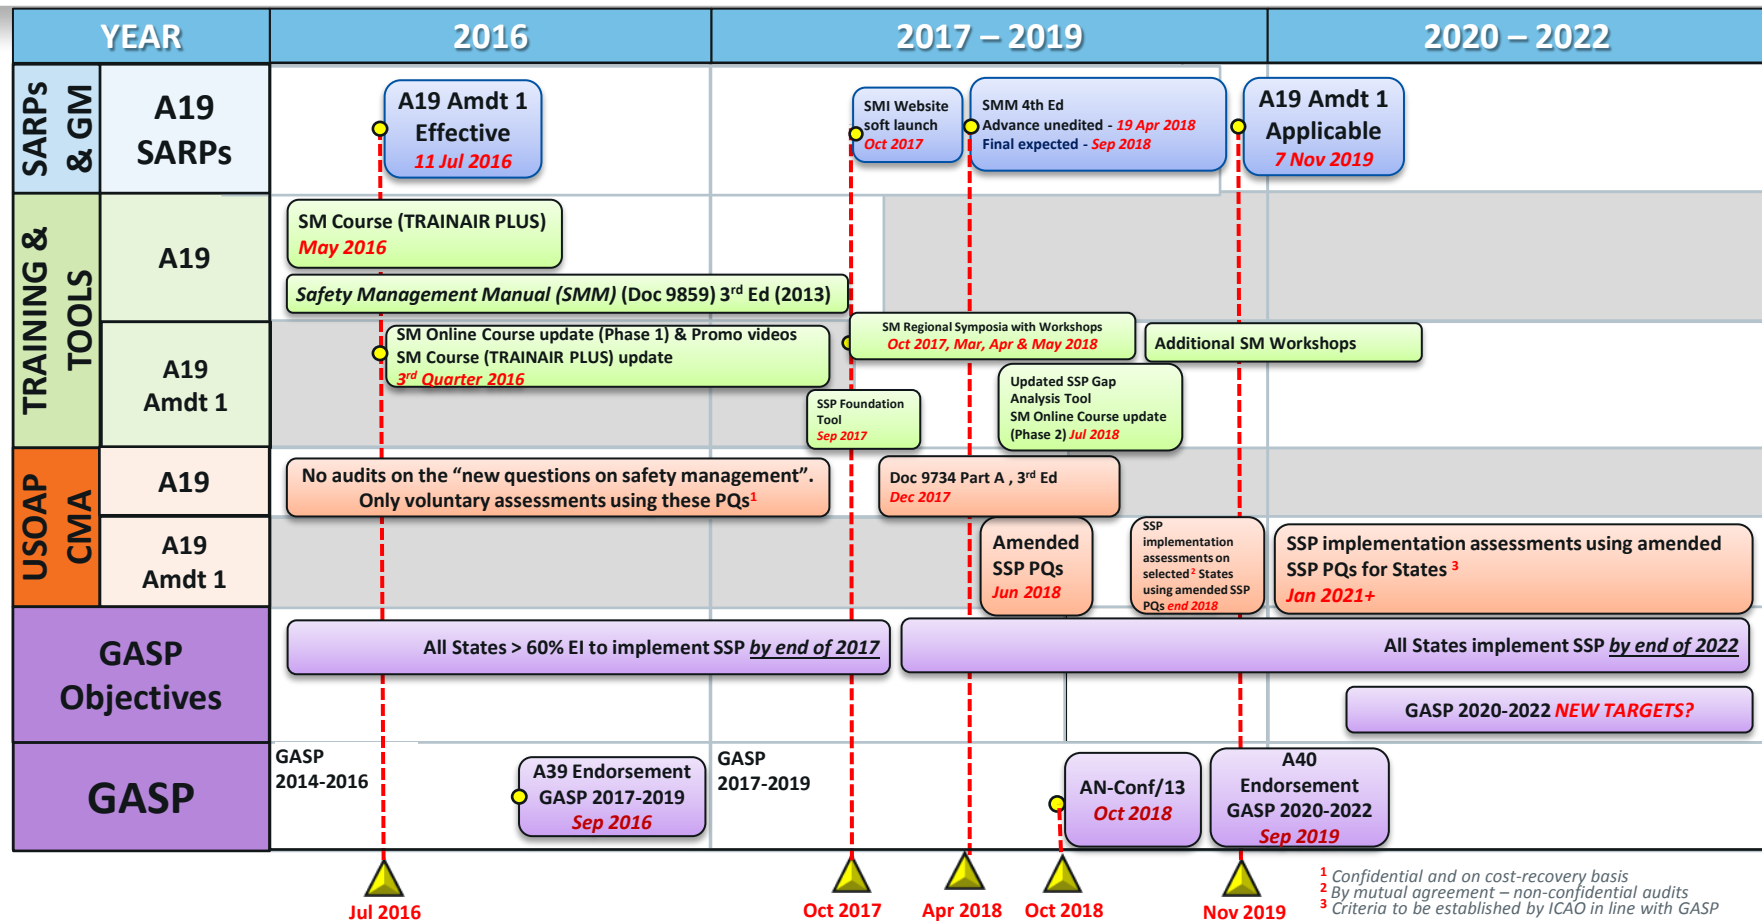 YEAR
2016
2017 – 2019
2020 – 2022
SARPs
& GM
A19
SARPs
A19 Amdt 1
Effective
11 Jul 2016
SMI Website
soft launch
Oct 2017
SMM 4th Ed
Advance unedited - 19 Apr 2018
Final expected - Sep 2018
A19 Amdt 1
Applicable
7 Nov 2019
TRAINING &
TOOLS
A19
SM Course (TRAINAIR PLUS)
May 2016
Safety Management Manual (SMM) (Doc 9859) 3rd Ed (2013)
A19
Amdt 1
SM Online Course update (Phase 1) & Promo videos
SM Course (TRAINAIR PLUS) update
3rd Quarter 2016
SM Regional Symposia with Workshops
Oct 2017, Mar, Apr & May 2018
Additional SM Workshops
SSP Foundation
Tool
Sep 2017
Updated SSP Gap
Analysis Tool
SM Online Course update
(Phase 2) Jul 2018
USOAP
CMA
A19
No audits on the “new questions on safety management”.
Only voluntary assessments using these PQs1
Doc 9734 Part A , 3rd Ed
Dec 2017
A19
Amdt 1
Amended
SSP PQs
Jun 2018
SSP
implementation
assessments on
selected2 States
using amended SSP
PQs end 2018
SSP implementation assessments using amended
SSP PQs for States 3
Jan 2021+
GASP
Objectives
All States > 60% EI to implement SSP by end of 2017
All States implement SSP by end of 2022
GASP 2020-2022 NEW TARGETS?
GASP
GASP
2014-2016
A39 Endorsement
GASP 2017-2019
Sep 2016
GASP
2017-2019
AN-Conf/13
Oct 2018
A40
Endorsement
GASP 2020-2022
Sep 2019
Jul 2016
Oct 2017
Apr 2018
Oct 2018
Nov 2019
1 Confidential and on cost-recovery basis
2 By mutual agreement – non-confidential audits
3 Criteria to be established by ICAO in line with GASP